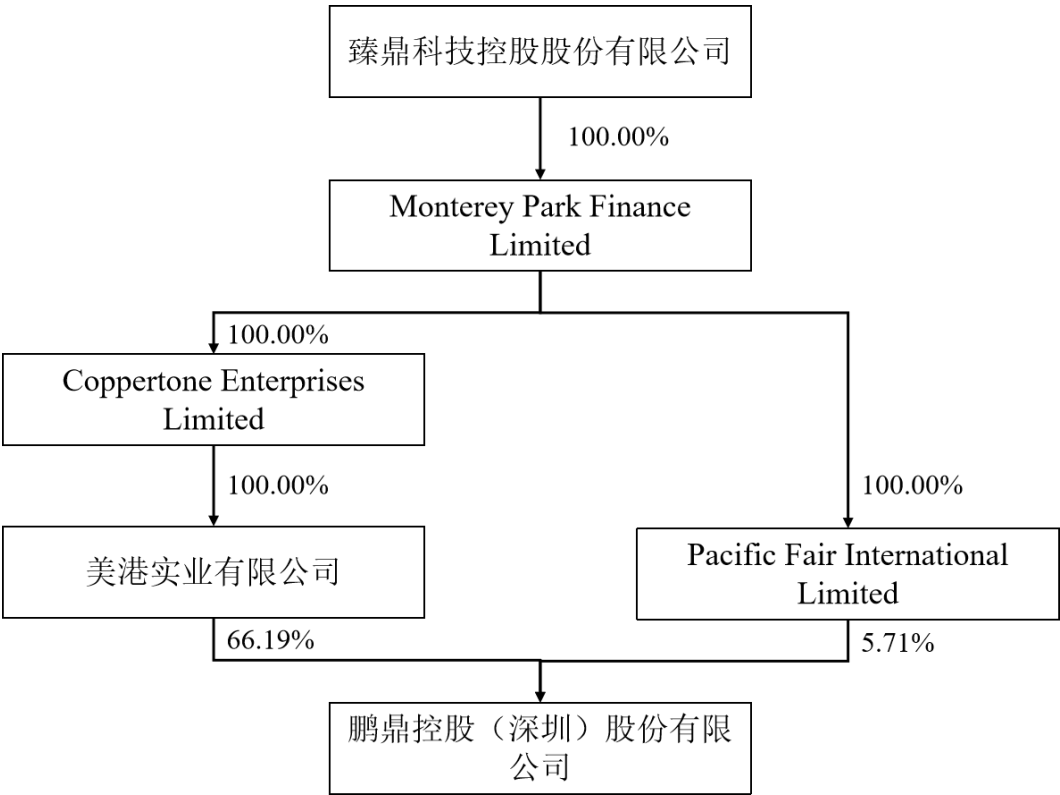 臻鼎科技控股股份有限公司
100.00%
Monterey Park Finance
Limited
100.00%
Coppertone Enterprises
Limited
100.00%
100.00%
美港实业有限公司
Pacific Fair International
Limited
66.19%
5.71%
鹏鼎控股（深圳）股份有限
公司